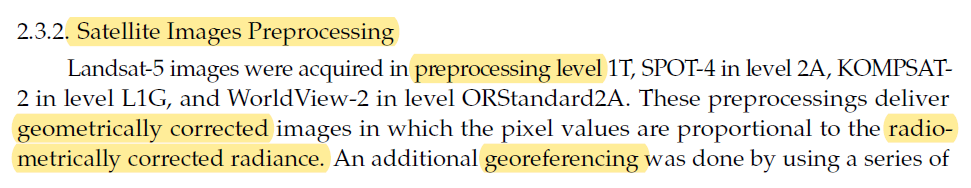 2.3.2. Satellite Images Preprocessing
Landsat-5 images were acquired in preprocessing level 1T, SPOT-4 in level 2A, KOMPSAT-
2 in level L1G, and WorldView-2 in level ORStandard2A. These preprocessings deliver
geometrically corrected images in which the pixel values are proportional to the radio-
metrically corrected radiance. An additional georeferencing was done by using a series of